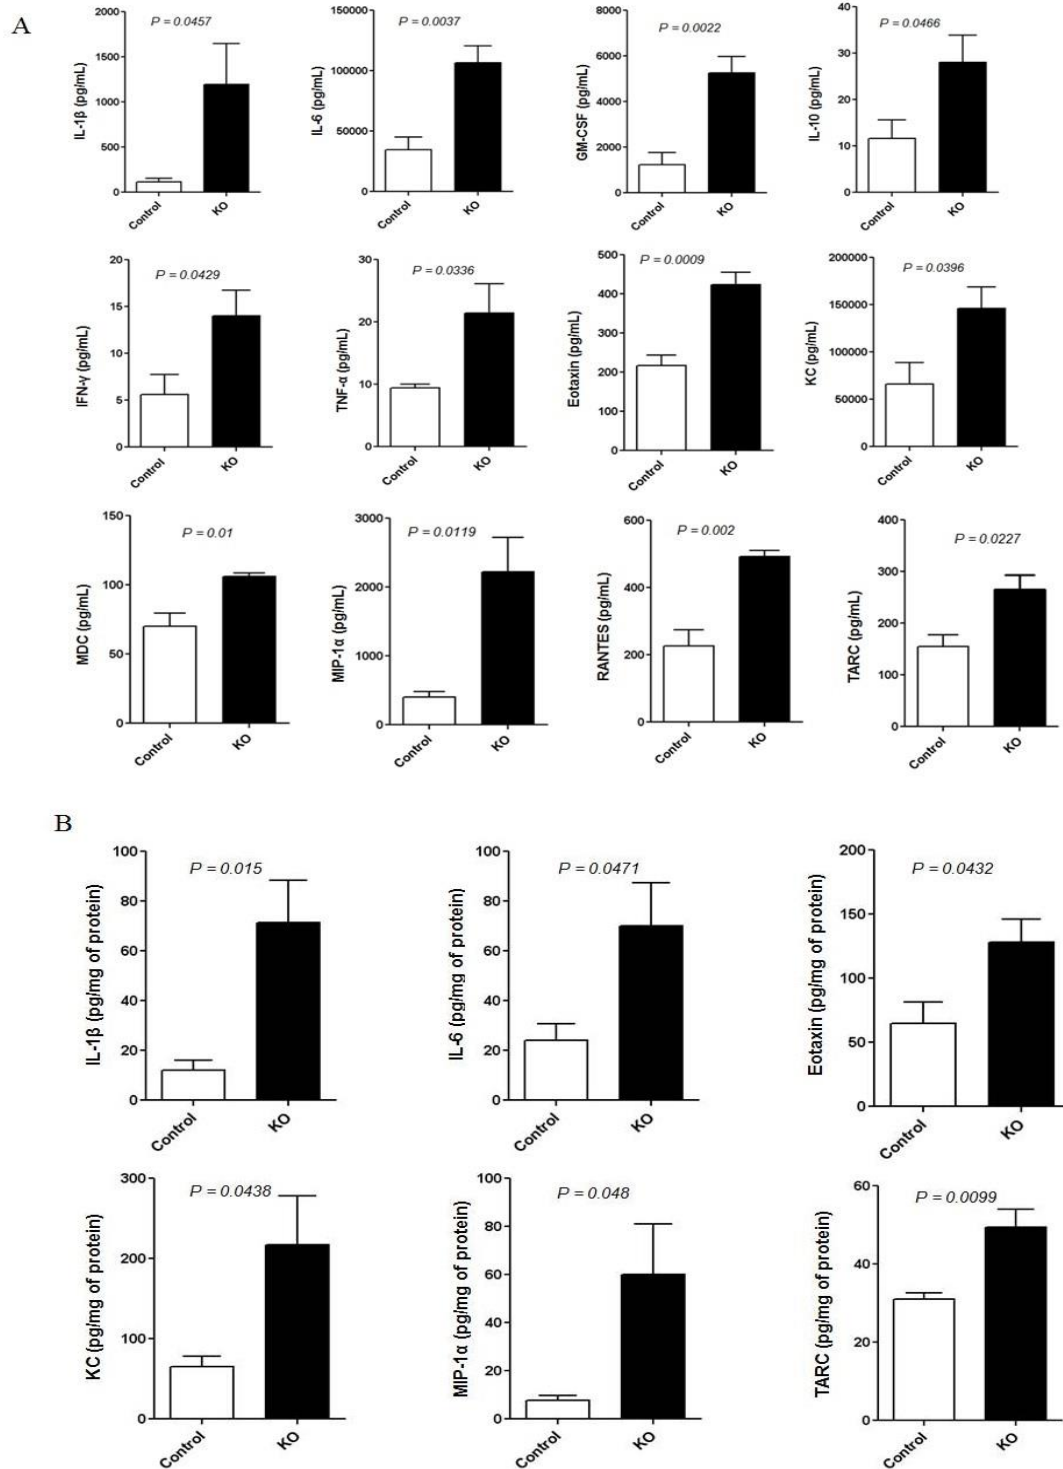 A
P = 0.0457
IL-1β (pg/mL)
2000
1500
1000
500
0
Control
KO
P = 0.0037
IL-6 (pg/mL)
150000
100000
50000
0
Control
KO
P = 0.0022
GM-CSF (pg/mL)
8000
6000
4000
2000
0
Control
KO
P = 0.0466
IL-10 (pg/mL)
40
30
20
10
0
Control
KO
P = 0.0429
IFN-γ (pg/mL)
20
15
10
5
0
Control
KO
P = 0.0336
TNF-α (pg/mL)
30
20
10
0
Control
KO
P = 0.0009
Eotaxin (pg/mL)
500
400
300
200
100
0
Control
KO
P = 0.0396
KC (pg/mL)
200000
150000
100000
50000
0
Control
KO
P = 0.01
MDC (pg/mL)
150
100
50
0
Control
KO
P = 0.0119
MIP-1α (pg/mL)
3000
2000
1000
0
Control
KO
P = 0.002
RANTES (pg/mL)
600
400
200
0
Control
KO
P = 0.0227
TARC (pg/mL)
400
300
200
100
0
Control
KO
B
P = 0.015
IL-1β (pg/mg of protein)
100
80
60
40
20
0
Control
KO
P = 0.0471
IL-6 (pg/mg of protein)
100
80
60
40
20
0
Control
KO
P = 0.0432
Eotaxin (pg/mg of protein)
200
150
100
50
0
Control
KO
P = 0.0438
KC (pg/mg of protein)
300
200
100
0
Control
KO
P = 0.048
MIP-1α (pg/mg of protein)
100
80
60
40
20
0
Control
KO
P = 0.0099
TARC (pg/mg of protein)
60
40
20
0
Control
KO